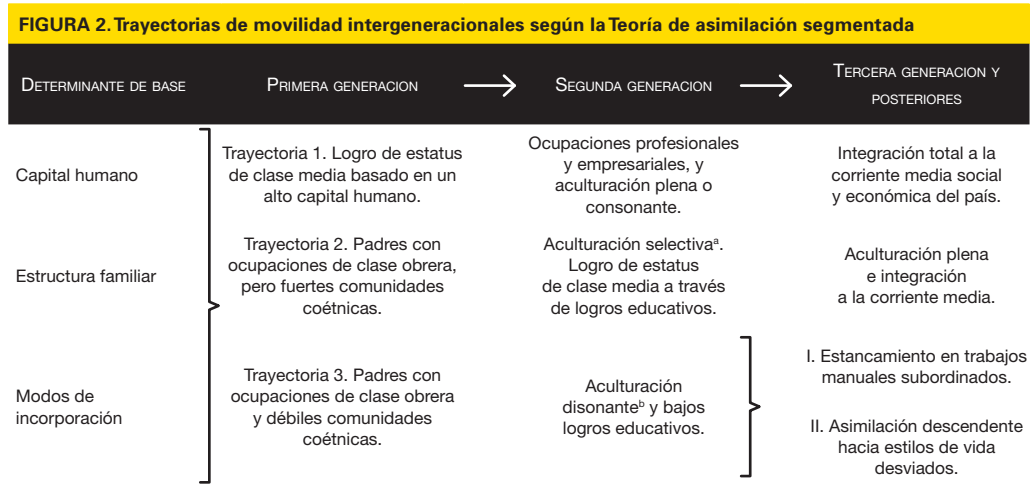 FIGURA 2. Trayectorias de movilidad intergeneracionales según la Teoría de asimilación segmentada
DETERMINANTE DE BASE
PRIMERA GENERACION
SEGUNDA GENERACION
TERCERA GENERACION Y
POSTERIORES
Capital humano
Trayectoria 1. Logro de estatus
de clase media basado en un
alto capital humano.
Ocupaciones profesionales
y empresariales, y
aculturación plena o
consonante.
Integración total a la
corriente media social
y económica del país.
Estructura familiar
Trayectoria 2. Padres con
ocupaciones de clase obrera,
pero fuertes comunidades
coétnicas.
Aculturación selectivaª.
Logro de estatus
de clase media a través
de logros educativos.
Aculturación plena
e integración
a la corriente media.
Modos de
incorporación
Trayectoria 3. Padres con
ocupaciones de clase obrera
y débiles comunidades
coétnicas.
Aculturación
disonanteᵇ y bajos
logros educativos.
I. Estancamiento en trabajos
manuales subordinados.
II. Asimilación descendente
hacia estilos de vida
desviados.